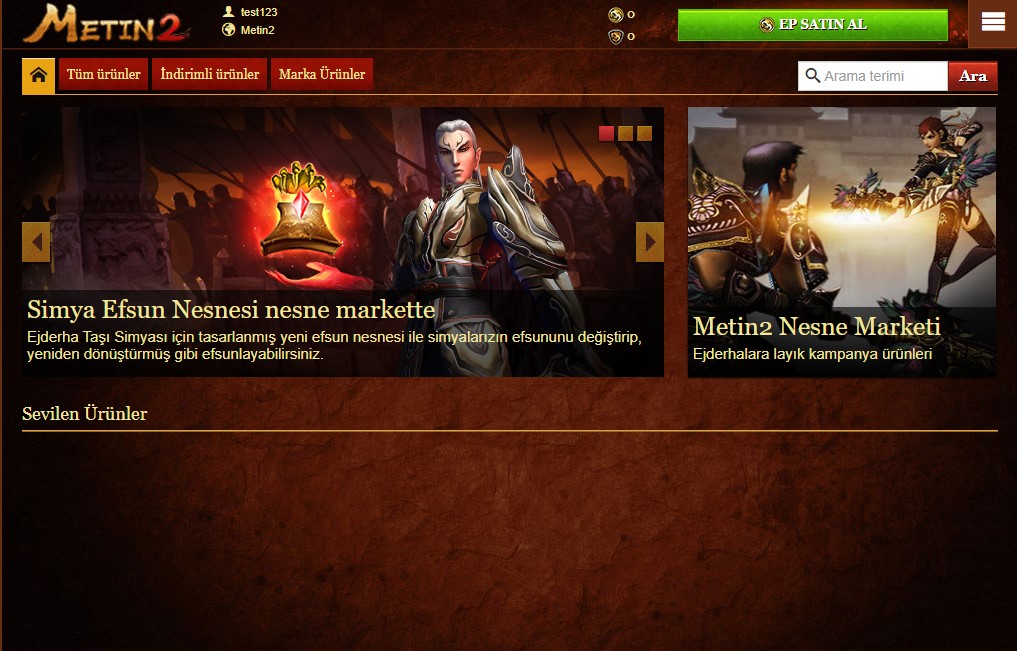 METIN2
test123
Metin2
0
0
EP SATIN AL
Tüm ürünler
İndirimli ürünler
Marka Ürünler
Arama terimi
Ara
Simya Efsun Nesnesi nesne markette
Ejderha Taşı Simyası için tasarlanmış yeni efsun nesnesi ile simyalarızın efsununu değiştirip,
yeniden dönüştürmüş gibi efsunlayabilirsiniz.
Metin2 Nesne Marketi
Ejderhalara layık kampanya ürünleri
Sevilen Ürünler